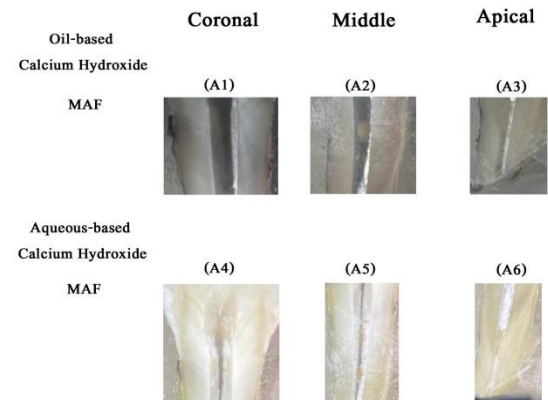 Coronal Middle Apical
Oil-based
Calcium Hydroxide
MAF
(A1) (A2) (A3)
Aqueous-based
Calcium Hydroxide
MAF
(A4) (A5) (A6)